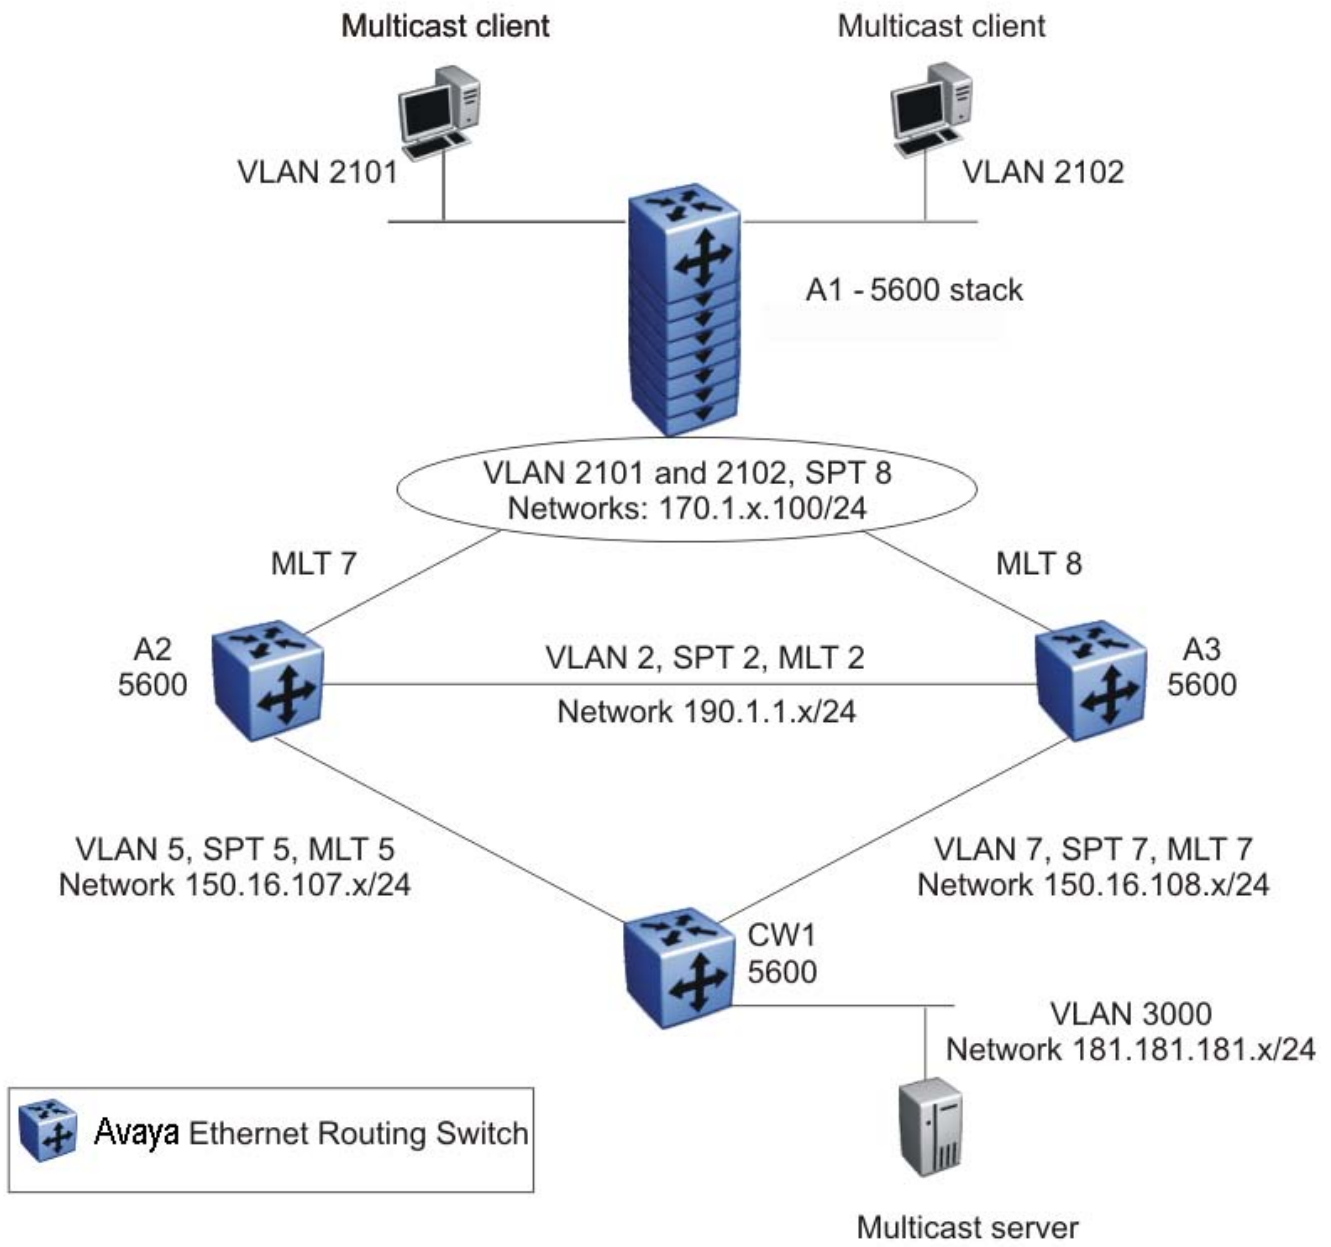 Multicast client
Multicast client
VLAN 2101
VLAN 2102
A1 - 5600 stack
VLAN 2101 and 2102, SPT 8
Networks: 170.1.x.100/24
MLT 7
MLT 8
A2
5600
VLAN 2, SPT 2, MLT 2
Network 190.1.1.x/24
A3
5600
VLAN 5, SPT 5, MLT 5
Network 150.16.107.x/24
VLAN 7, SPT 7, MLT 7
Network 150.16.108.x/24
CW1
5600
VLAN 3000
Network 181.181.181.x/24
Avaya Ethernet Routing Switch
Multicast server